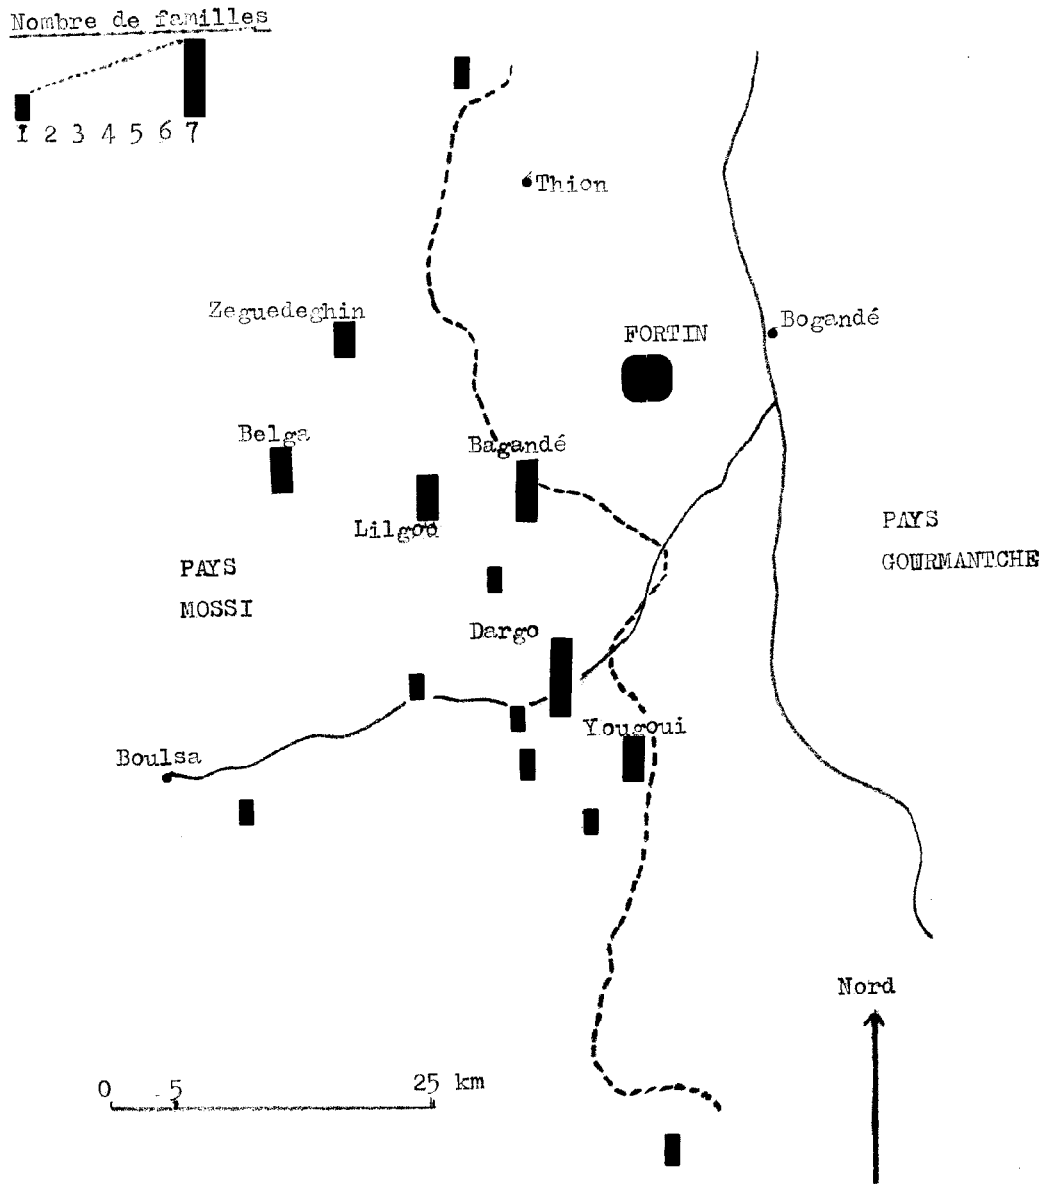 Nombre de familles
1 2 3 4 5 6 7
Thion
Zeguedeghin
Bogandé
FORTIN
Belga
Bagandé
Lilgou
PAYS
GOURMANTCHE
PAYS
MOSSI
Dargo
Yougoui
Boulsa
Nord
0 5 25 km